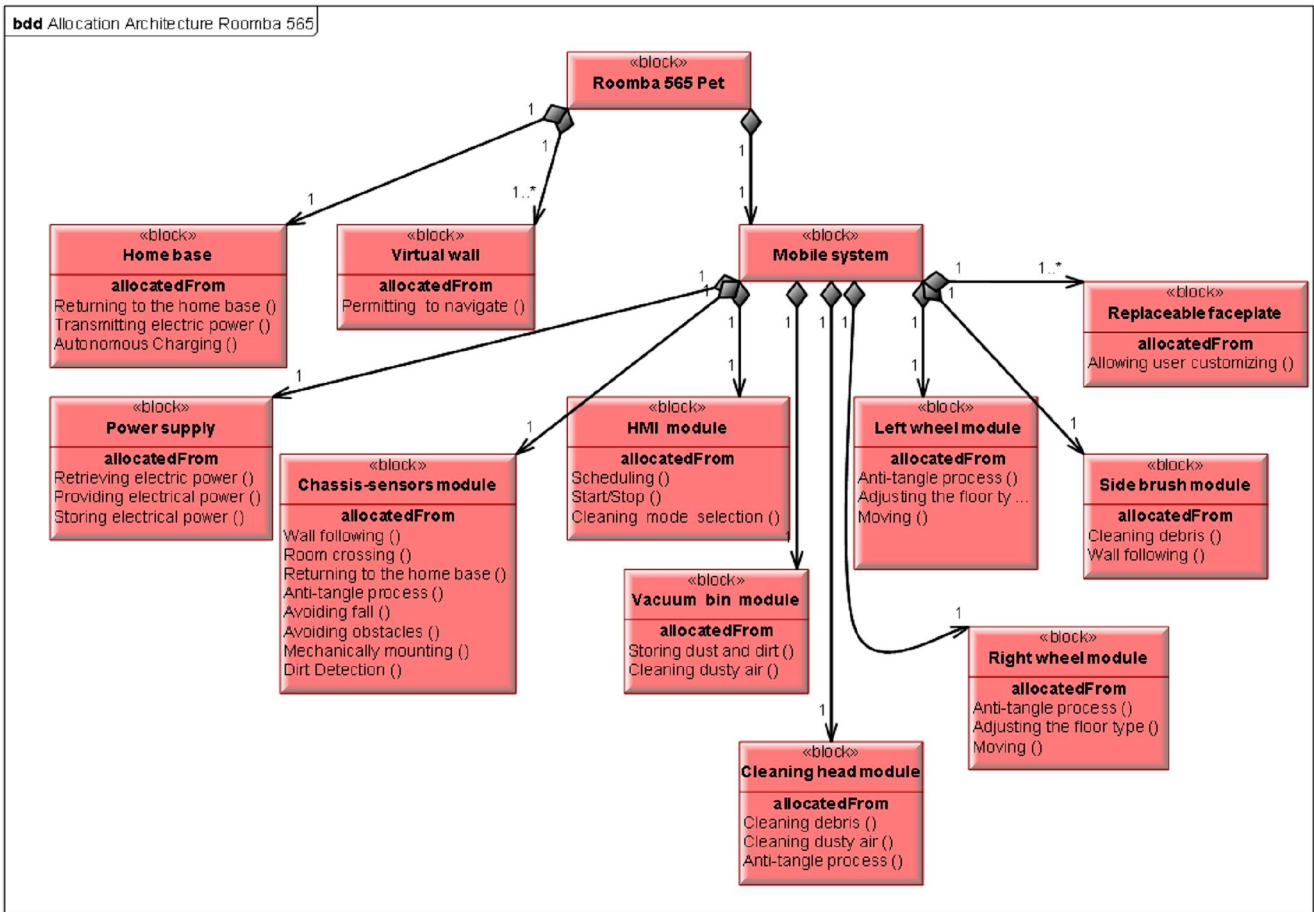 bdd Allocation Architecture Roomba 565
«block»
Roomba 565 Pet
1
1
1
1
1..*
1
«block»
Home base
allocatedFrom
Returning to the home base ()
Transmitting electric power ()
Autonomous Charging ()
«block»
Virtual wall
allocatedFrom
Permitting to navigate ()
«block»
Mobile system
1
1
1
1
1
1
1
1
1
1..*
«block»
Replaceable faceplate
allocatedFrom
Allowing user customizing ()
1
«block»
Power supply
allocatedFrom
Retrieving electric power ()
Providing electrical power ()
Storing electrical power ()
1
«block»
Chassis-sensors module
allocatedFrom
Wall following ()
Room crossing ()
Returning to the home base ()
Anti-tangle process ()
Avoiding fall ()
Avoiding obstacles ()
Mechanically mounting ()
Dirt Detection ()
1
«block»
HMI module
allocatedFrom
Scheduling ()
Start/Stop ()
Cleaning mode selection ()
1
«block»
Left wheel module
allocatedFrom
Anti-tangle process ()
Adjusting the floor ty ...
Moving ()
1
«block»
Side brush module
allocatedFrom
Cleaning debris ()
Wall following ()
1
«block»
Vacuum bin module
allocatedFrom
Storing dust and dirt ()
Cleaning dusty air ()
1
«block»
Right wheel module
allocatedFrom
Anti-tangle process ()
Adjusting the floor type ()
Moving ()
1
«block»
Cleaning head module
allocatedFrom
Cleaning debris ()
Cleaning dusty air ()
Anti-tangle process ()